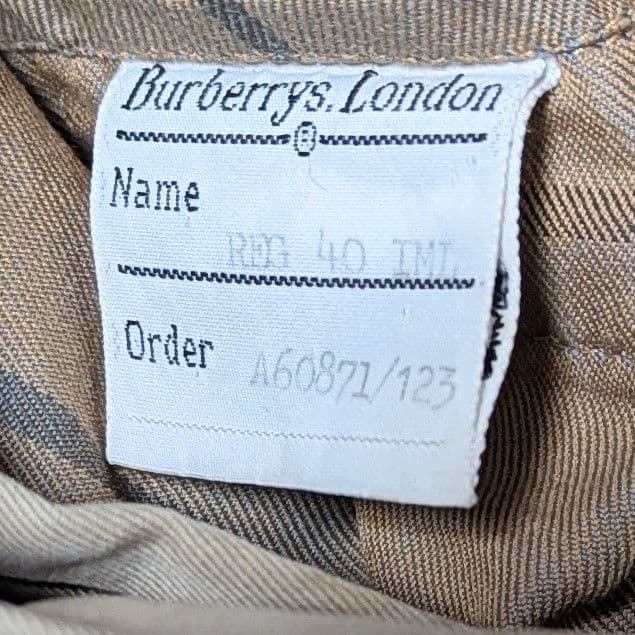 Burberrys. London
B
Name
REG 40 IML
Order
A60871/123